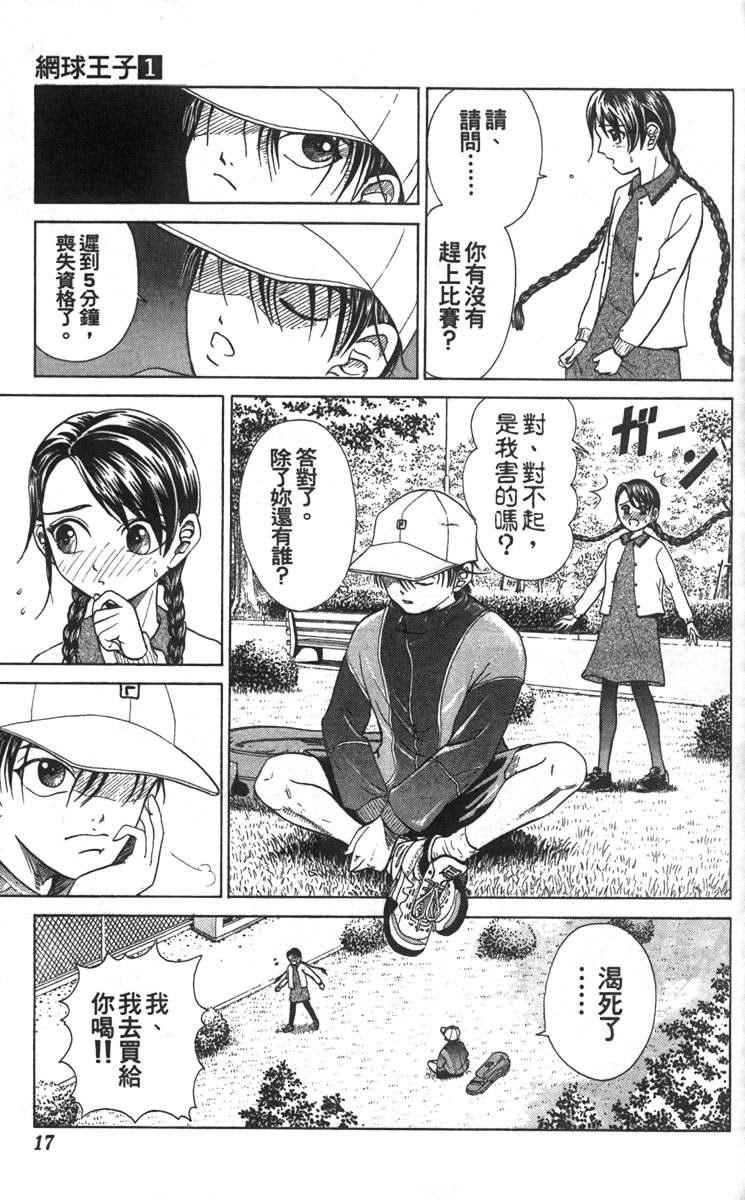 網球王子1
請、
請問……
你有沒有
趕上比賽?
遲到5分鐘，
喪失資格了。
ガーン
對、對不起，
是我害的嗎?
答對了。
除了妳還有誰?
渴死了
……
我、
我去買給
你喝!!
17